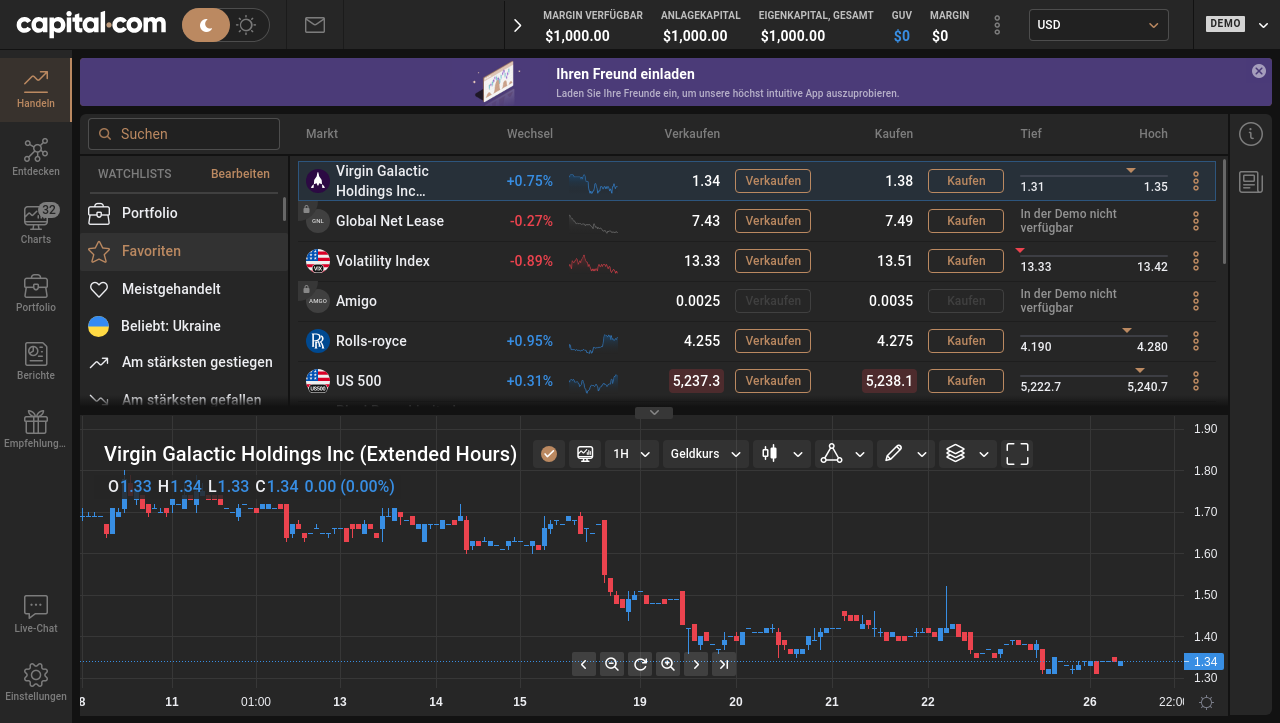 capital.com
MARGIN VERFÜGBAR ANLAGEKAPITAL EIGENKAPITAL, GESAMT GUV MARGIN
$1,000.00 $1,000.00 $1,000.00 $0 $0
USD
DEMO
Handeln
Entdecken
32
Charts
Portfolio
Berichte
Empfehlung...
Live-Chat
Einstellungen
Ihren Freund einladen
Laden Sie Ihre Freunde ein, um unsere höchst intuitive App auszuprobieren.
Suchen
WATCHLISTS Bearbeiten
Portfolio
Favoriten
Meistgehandelt
Beliebt: Ukraine
Am stärksten gestiegen
Am stärksten gefallen
Markt Wechsel Verkaufen Kaufen Tief Hoch
Virgin Galactic Holdings Inc... +0.75% 1.34 Verkaufen 1.38 Kaufen 1.31 1.35
GNL Global Net Lease -0.27% 7.43 Verkaufen 7.49 Kaufen In der Demo nicht verfügbar
VIX Volatility Index -0.89% 13.33 Verkaufen 13.51 Kaufen 13.33 13.42
AMGO Amigo 0.0025 Verkaufen 0.0035 Kaufen In der Demo nicht verfügbar
Rolls-royce +0.95% 4.255 Verkaufen 4.275 Kaufen 4.190 4.280
US500 US 500 +0.31% 5,237.3 Verkaufen 5,238.1 Kaufen 5,222.7 5,240.7
Virgin Galactic Holdings Inc (Extended Hours) 1H Geldkurs
O1.33 H1.34 L1.33 C1.34 0.00 (0.00%)
1.90
1.80
1.70
1.60
1.50
1.40
1.34
1.30
8 11 01:00 13 14 15 19 20 21 22 26 22:00